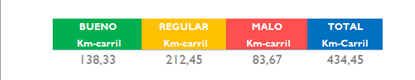 BUENO REGULAR MALO TOTAL
Km-carril Km-carril Km-carril Km-Carril
138,33 212,45 83,67 434,45